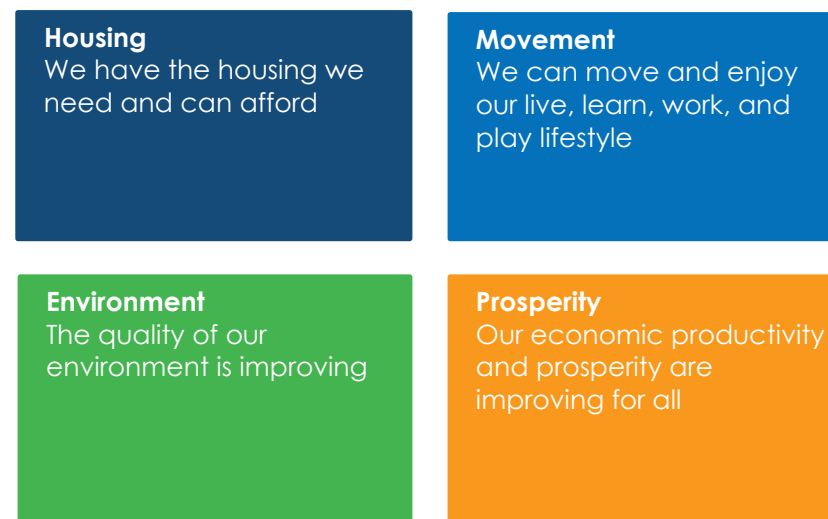 Housing
We have the housing we
need and can afford
Movement
We can move and enjoy
our live, learn, work, and
play lifestyle
Environment
The quality of our
environment is improving
Prosperity
Our economic productivity
and prosperity are
improving for all